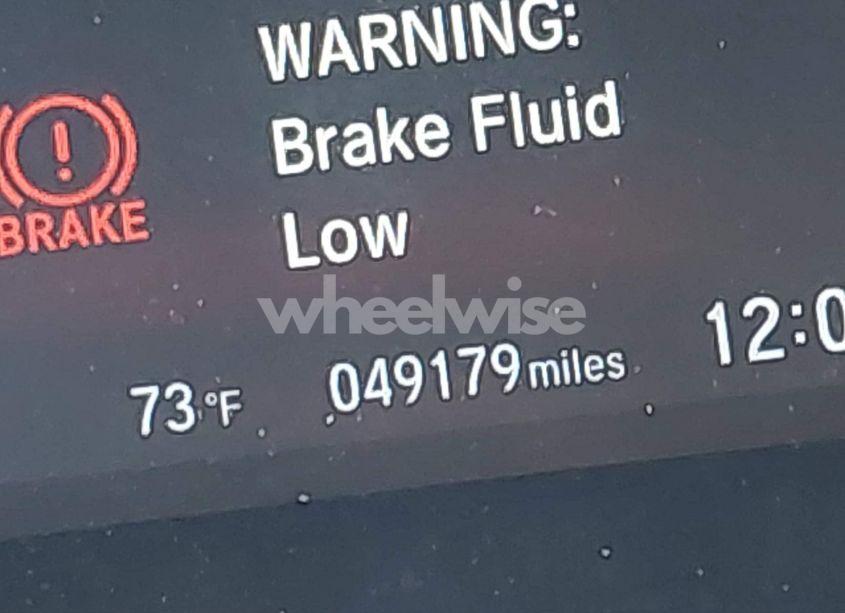 WARNING:
Brake Fluid
Low
BRAKE
wheelwise
73°F 049179 miles 12:0